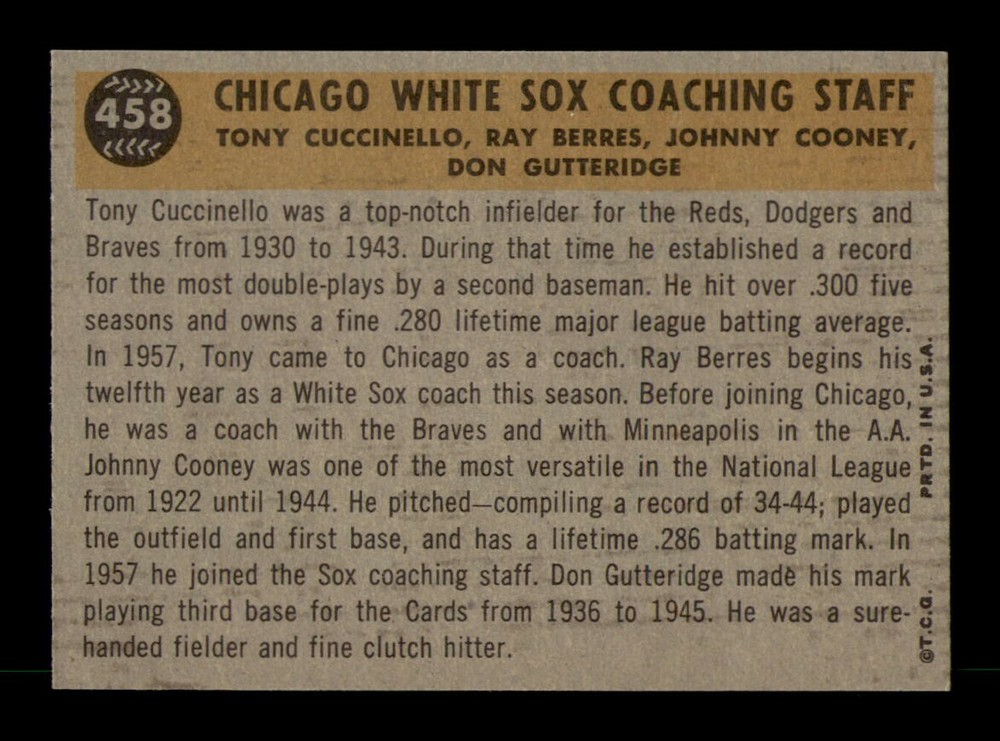 458
CHICAGO WHITE SOX COACHING STAFF
TONY CUCCINELLO, RAY BERRES, JOHNNY COONEY,
DON GUTTERIDGE
Tony Cuccinello was a top-notch infielder for the Reds, Dodgers and
Braves from 1930 to 1943. During that time he established a record
for the most double-plays by a second baseman. He hit over .300 five
seasons and owns a fine .280 lifetime major league batting average.
In 1957, Tony came to Chicago as a coach. Ray Berres begins his
twelfth year as a White Sox coach this season. Before joining Chicago,
he was a coach with the Braves and with Minneapolis in the A.A.
Johnny Cooney was one of the most versatile in the National League
from 1922 until 1944. He pitched—compiling a record of 34-44; played
the outfield and first base, and has a lifetime .286 batting mark. In
1957 he joined the Sox coaching staff. Don Gutteridge made his mark
playing third base for the Cards from 1936 to 1945. He was a sure-
handed fielder and fine clutch hitter.
©T.C.G. PRTD. IN U.S.A.